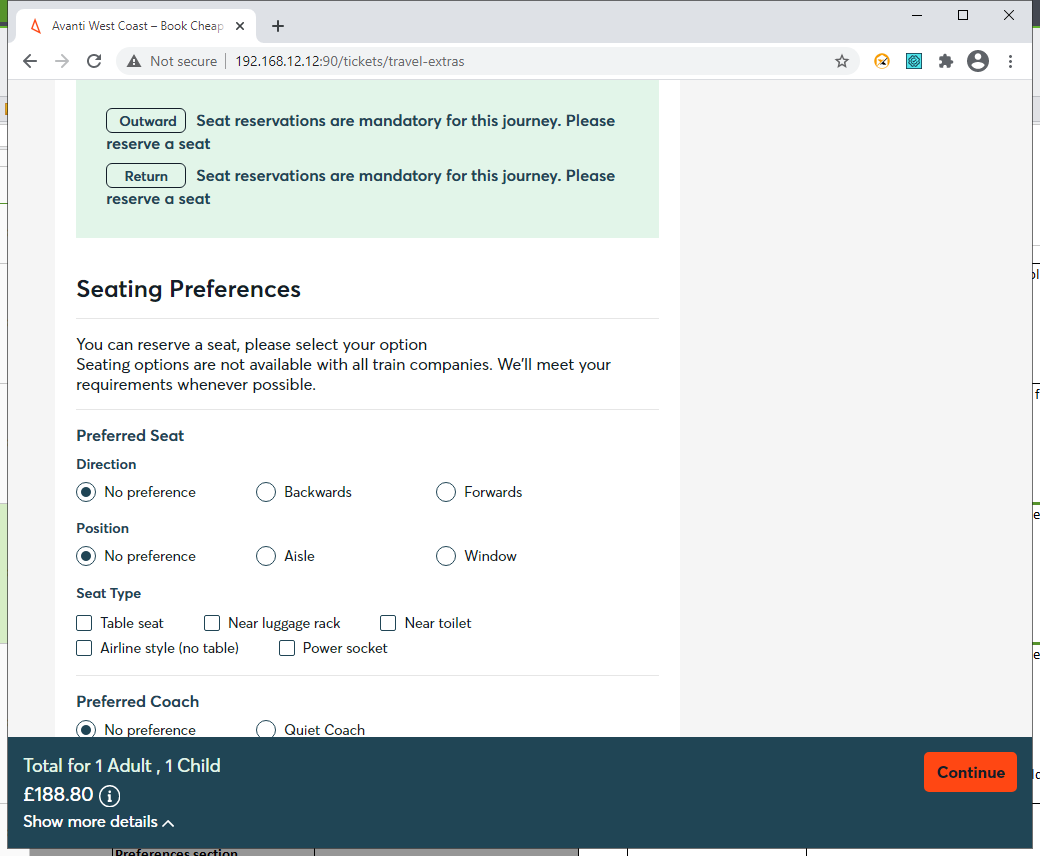 Avanti West Coast – Book Cheap
Not secure
192.168.12.12:90/tickets/travel-extras
Outward Seat reservations are mandatory for this journey. Please
reserve a seat
Return Seat reservations are mandatory for this journey. Please
reserve a seat
Seating Preferences
You can reserve a seat, please select your option
Seating options are not available with all train companies. We'll meet your
requirements whenever possible.
Preferred Seat
Direction
No preference Backwards Forwards
Position
No preference Aisle Window
Seat Type
Table seat Near luggage rack Near toilet
Airline style (no table) Power socket
Preferred Coach
No preference Quiet Coach
Total for 1 Adult , 1 Child
£188.80
Show more details
Continue
Preferences section